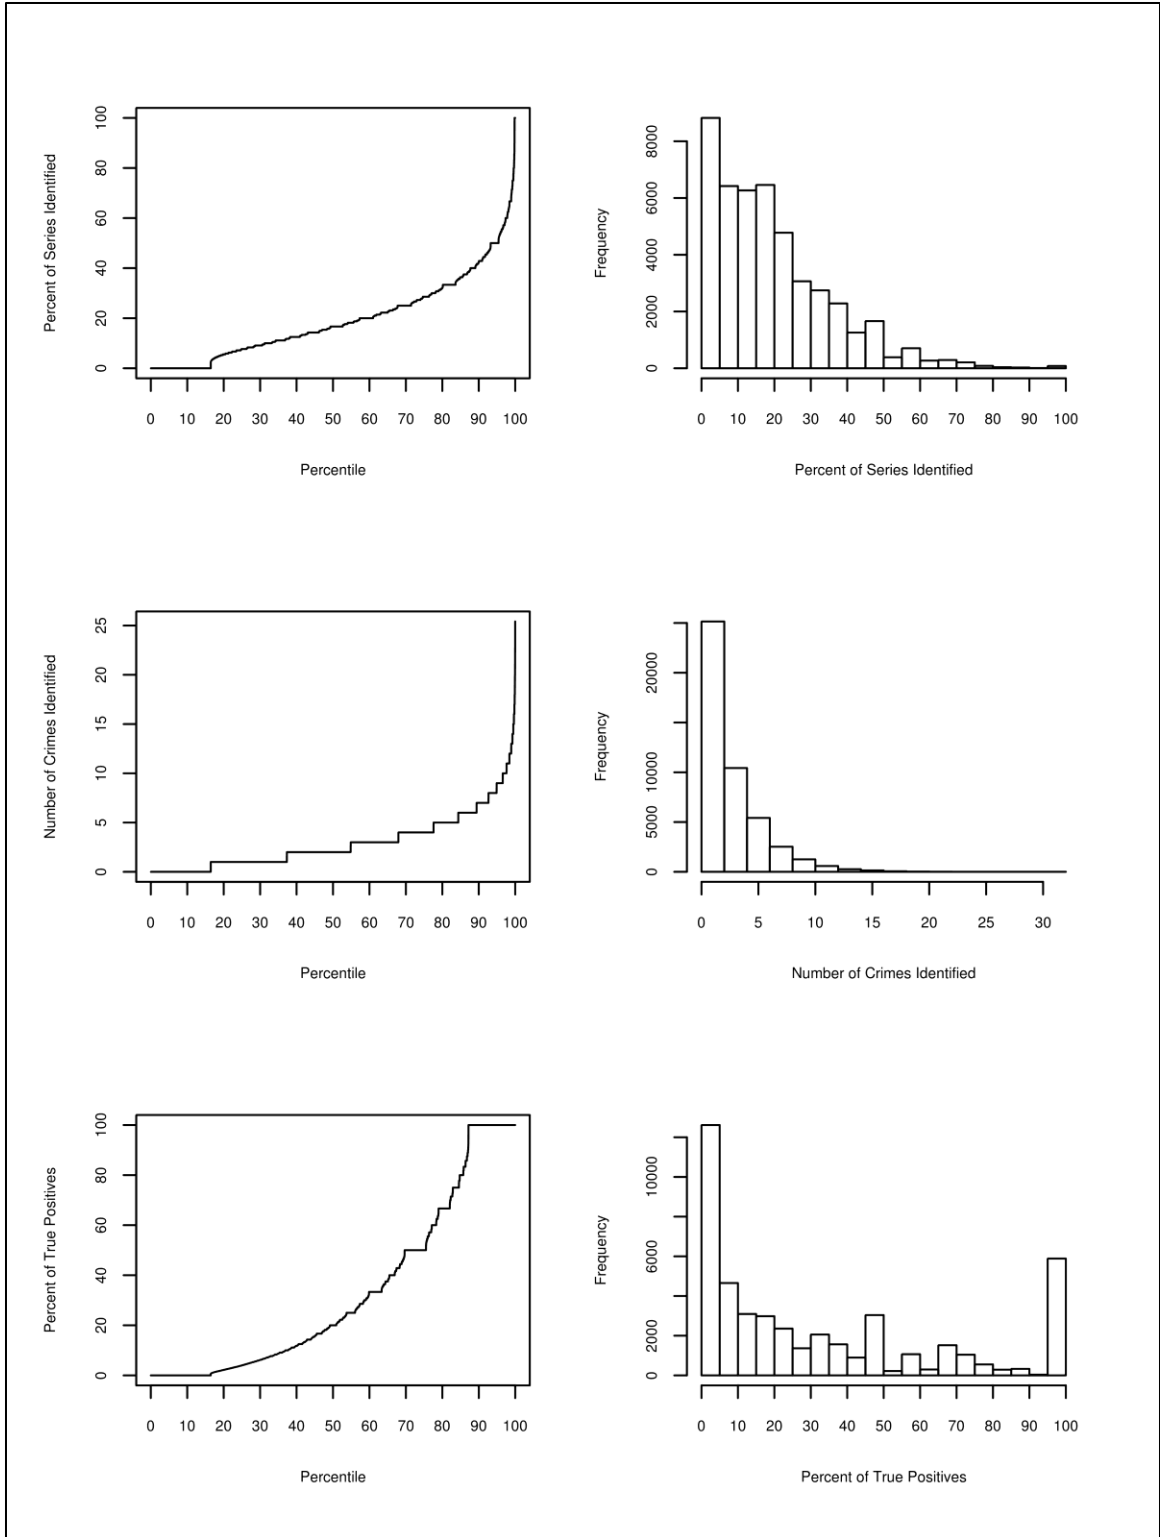 Percent of Series Identified
100
80
60
40
20
0
0 10 20 30 40 50 60 70 80 90 100
Percentile
Frequency
8000
6000
4000
2000
0
0 10 20 30 40 50 60 70 80 90 100
Percent of Series Identified
Number of Crimes Identified
25
20
15
10
5
0
0 10 20 30 40 50 60 70 80 90 100
Percentile
Frequency
20000
10000
5000
0
0 5 10 15 20 25 30
Number of Crimes Identified
Percent of True Positives
100
80
60
40
20
0
0 10 20 30 40 50 60 70 80 90 100
Percentile
Frequency
10000
6000
2000
0
0 10 20 30 40 50 60 70 80 90 100
Percent of True Positives